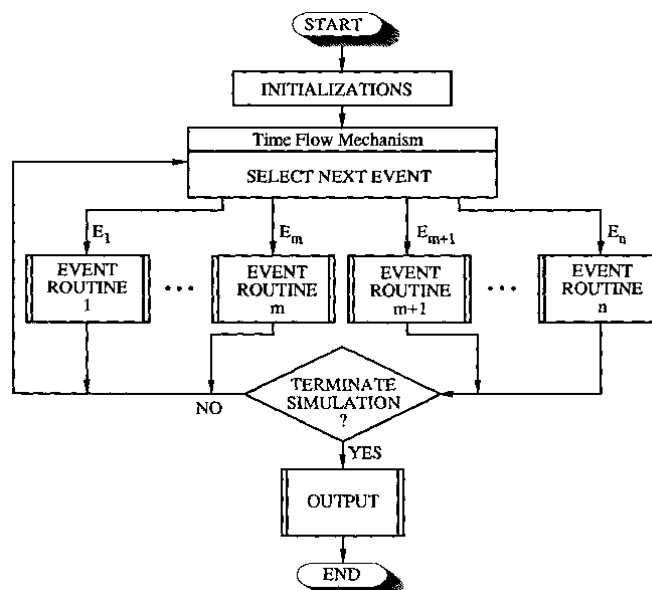 START
INITIALIZATIONS
Time Flow Mechanism
SELECT NEXT EVENT
E1
Em
Em+1
En
EVENT
ROUTINE
1
...
EVENT
ROUTINE
m
EVENT
ROUTINE
m+1
...
EVENT
ROUTINE
n
NO
TERMINATE
SIMULATION
?
YES
OUTPUT
END